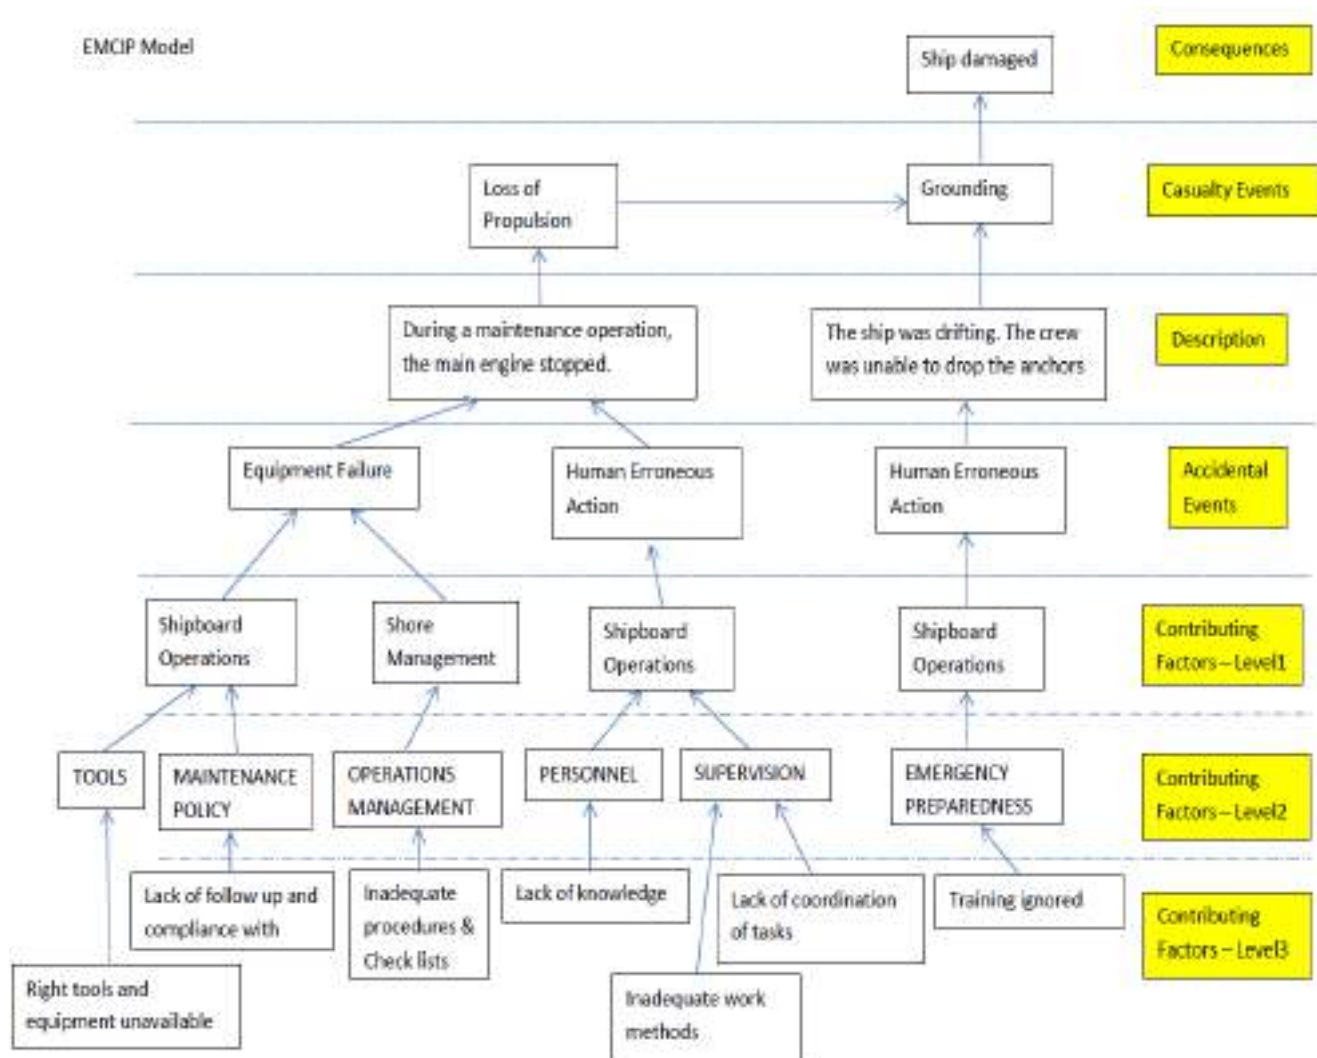 EMCIP Model
Ship damaged
Consequences
Loss of
Propulsion
Grounding
Casualty Events
During a maintenance operation,
the main engine stopped.
The ship was drifting. The crew
was unable to drop the anchors
Description
Equipment Failure
Human Erroneous
Action
Human Erroneous
Action
Accidental
Events
Shipboard
Operations
Shore
Management
Shipboard
Operations
Shipboard
Operations
Contributing
Factors – Level1
TOOLS
MAINTENANCE
POLICY
OPERATIONS
MANAGEMENT
PERSONNEL
SUPERVISION
EMERGENCY
PREPAREDNESS
Contributing
Factors – Level2
Lack of follow up and
compliance with
Inadequate
procedures &
Check lists
Lack of knowledge
Lack of coordination
of tasks
Training ignored
Contributing
Factors – Level3
Right tools and
equipment unavailable
Inadequate work
methods